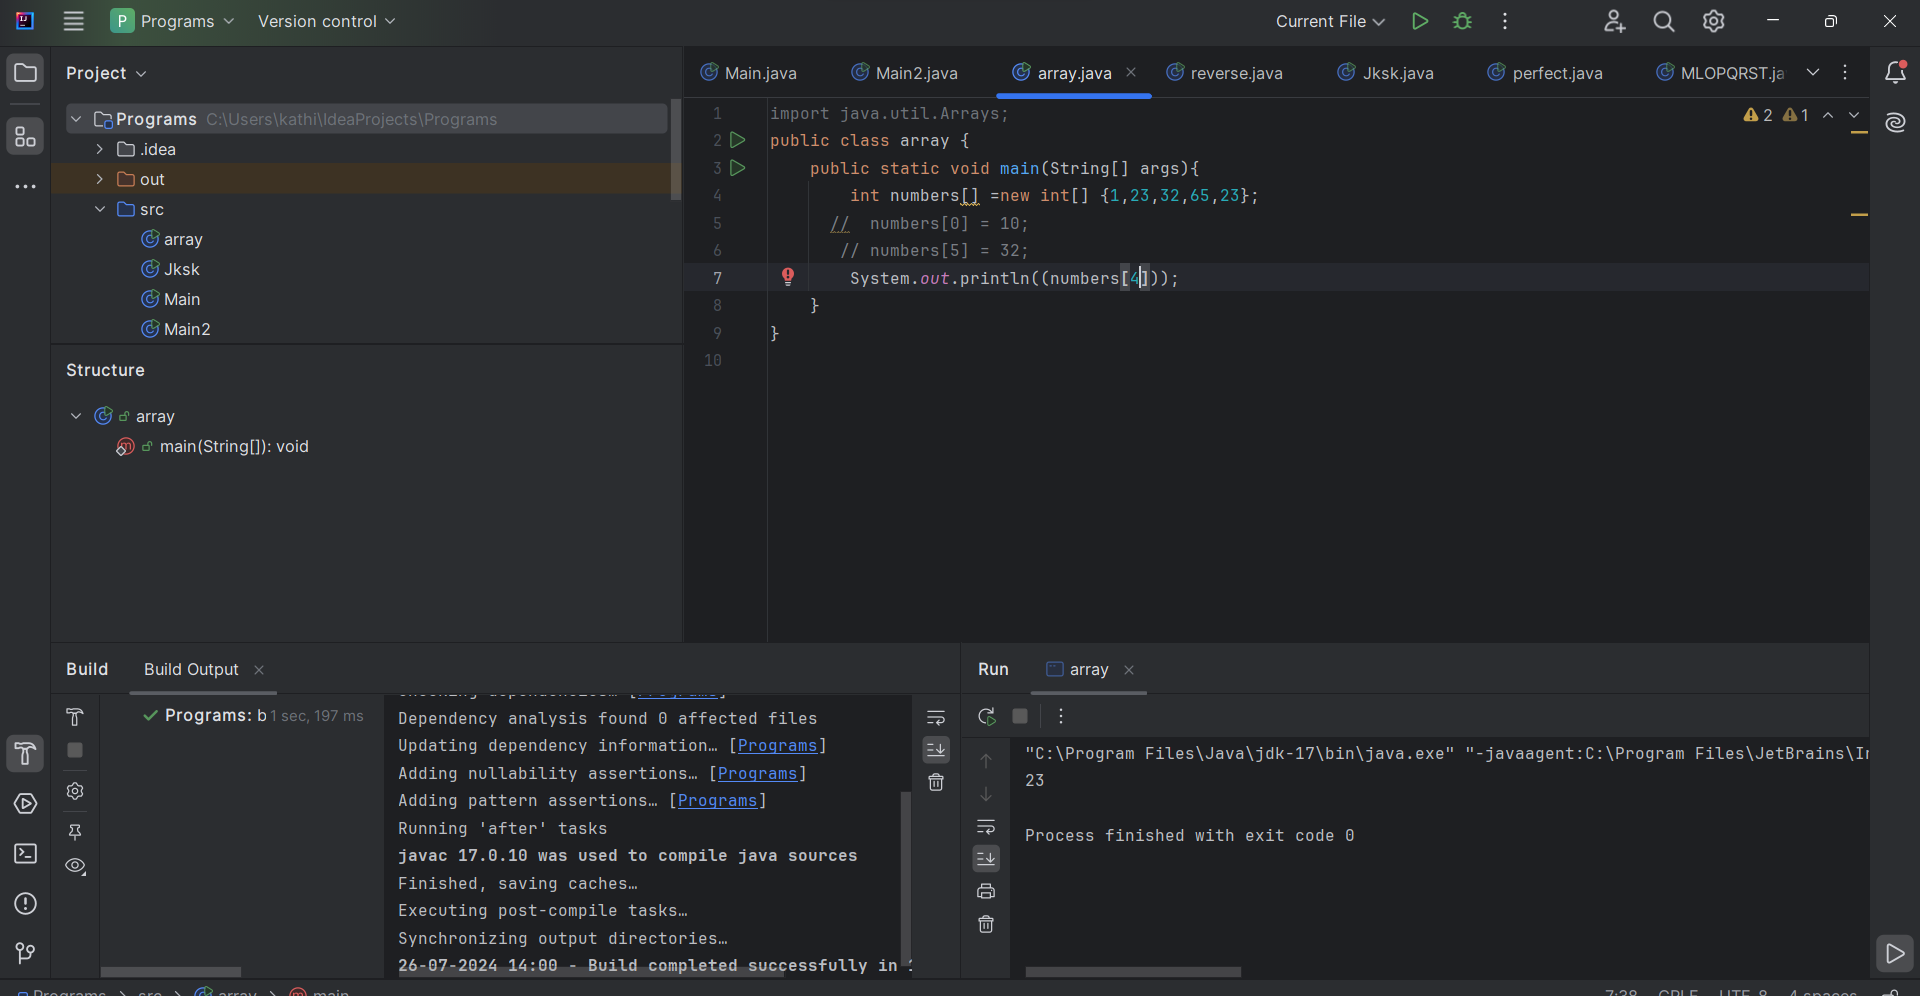 P Programs Version control Current File
Project
Programs C:\Users\kathi\IdeaProjects\Programs
.idea
out
src
array
Jksk
Main
Main2
Structure
array
main(String[]): void
Main.java Main2.java array.java reverse.java Jksk.java perfect.java MLOPQRST.ja
2 1
1 import java.util.Arrays;
2 public class array {
3 public static void main(String[] args){
4 int numbers[] =new int[] {1,23,32,65,23};
5 // numbers[0] = 10;
6 // numbers[5] = 32;
7 System.out.println((numbers[4]));
8 }
9 }
10
Build Build Output
Programs: b 1 sec, 197 ms
Dependency analysis found 0 affected files
Updating dependency information… [Programs]
Adding nullability assertions… [Programs]
Adding pattern assertions… [Programs]
Running 'after' tasks
javac 17.0.10 was used to compile java sources
Finished, saving caches…
Executing post-compile tasks…
Synchronizing output directories…
26-07-2024 14:00 - Build completed successfully in
Run array
"C:\Program Files\Java\jdk-17\bin\java.exe" "-javaagent:C:\Program Files\JetBrains\In
23
Process finished with exit code 0
Programs src array main 7:38 CRLF UTF-8 4 spaces